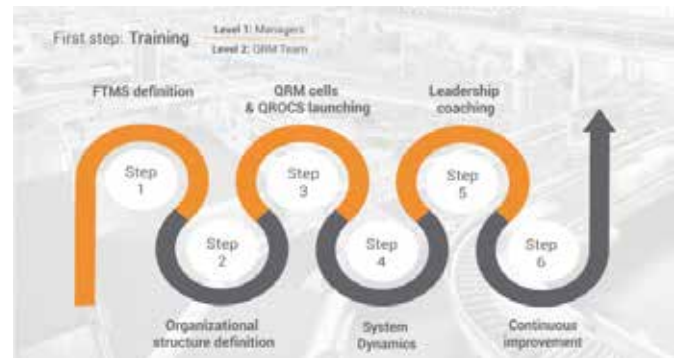 First step: Training
Level 1: Managers
Level 2: QRM Team
FTMS definition
QRM cells
& QROCS launching
Leadership
coaching
Step
1
Step
3
Step
5
Step
2
Step
4
Step
6
Organizational
structure definition
System
Dynamics
Continuous
improvement